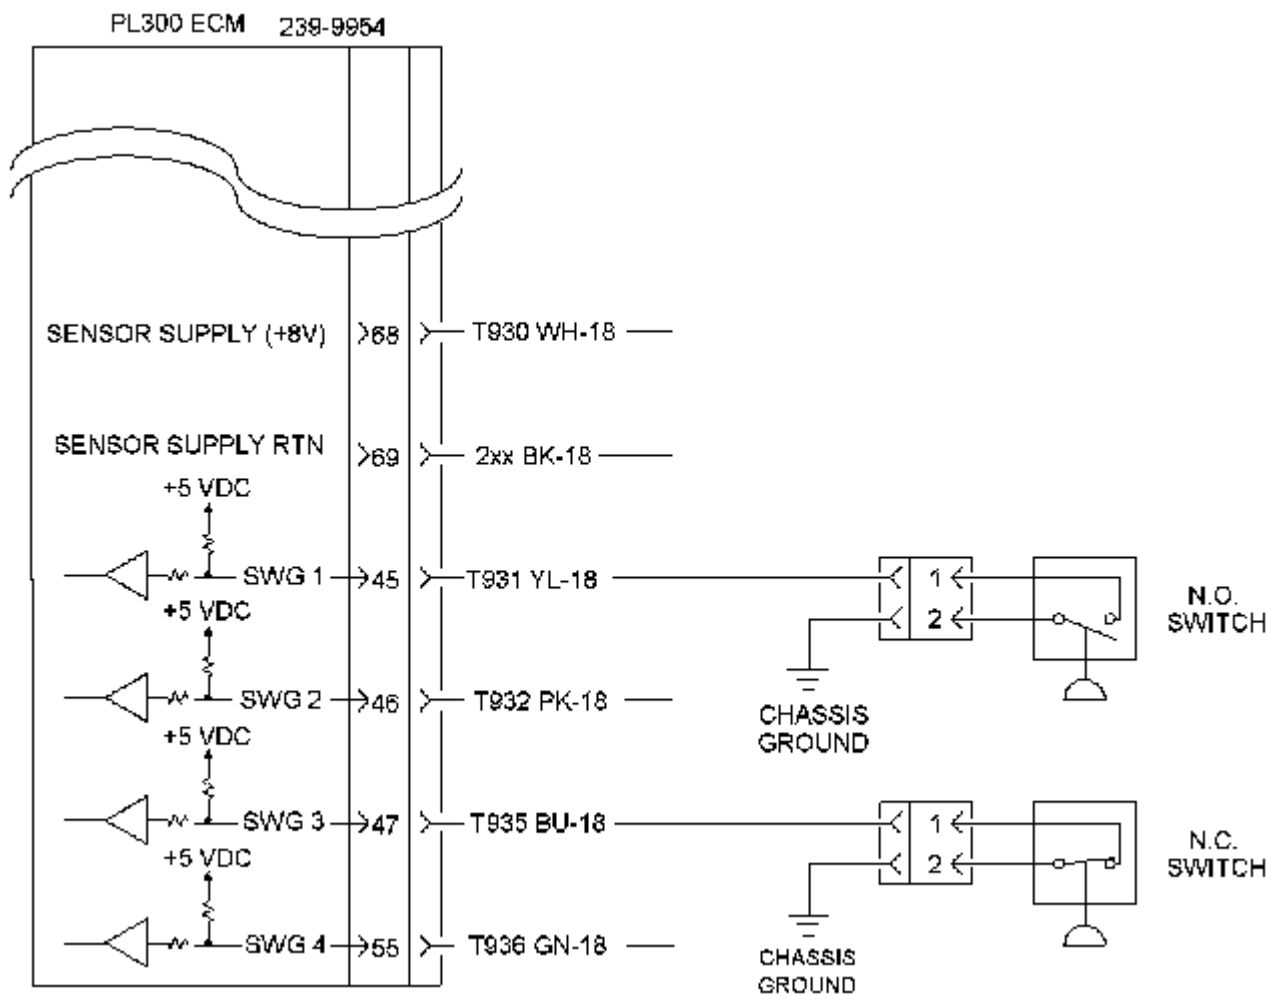 PL300 ECM 239-9954
SENSOR SUPPLY (+8V) 68 T930 WH-18
SENSOR SUPPLY RTN 69 2xx BK-18
+5 VDC
SWG 1 45 T931 YL-18 1
2
N.O.
SWITCH
+5 VDC
SWG 2 46 T932 PK-18
CHASSIS
GROUND
+5 VDC
SWG 3 47 T935 BU-18 1
2
N.C.
SWITCH
+5 VDC
SWG 4 55 T936 GN-18
CHASSIS
GROUND